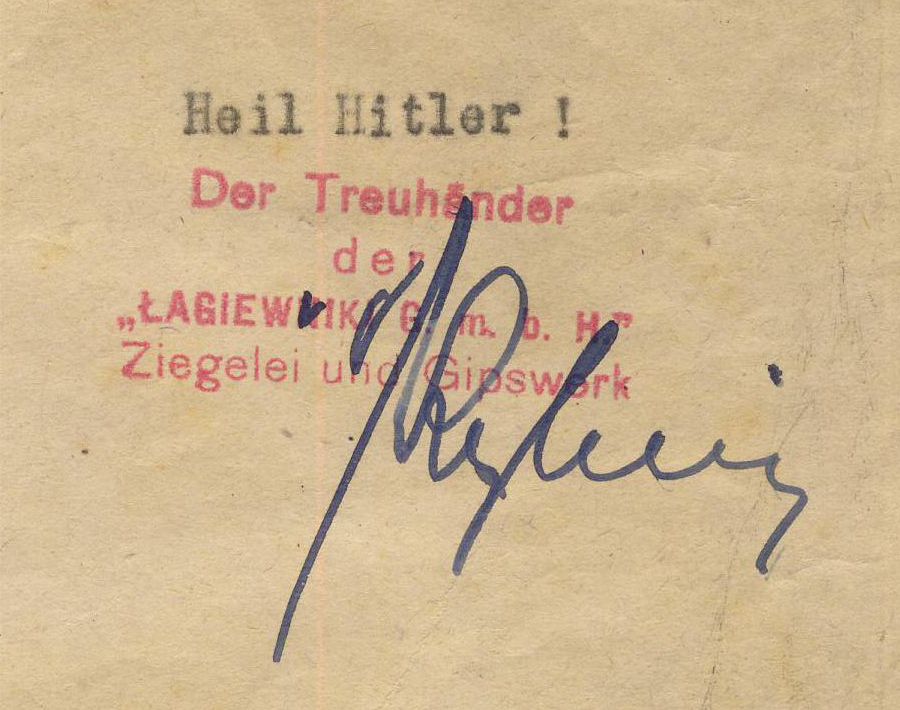 Heil Hitler !
Der Treuhänder
der
„ŁAGIEWNIKI G. m. b. H.”
Ziegelei und Gipswerk